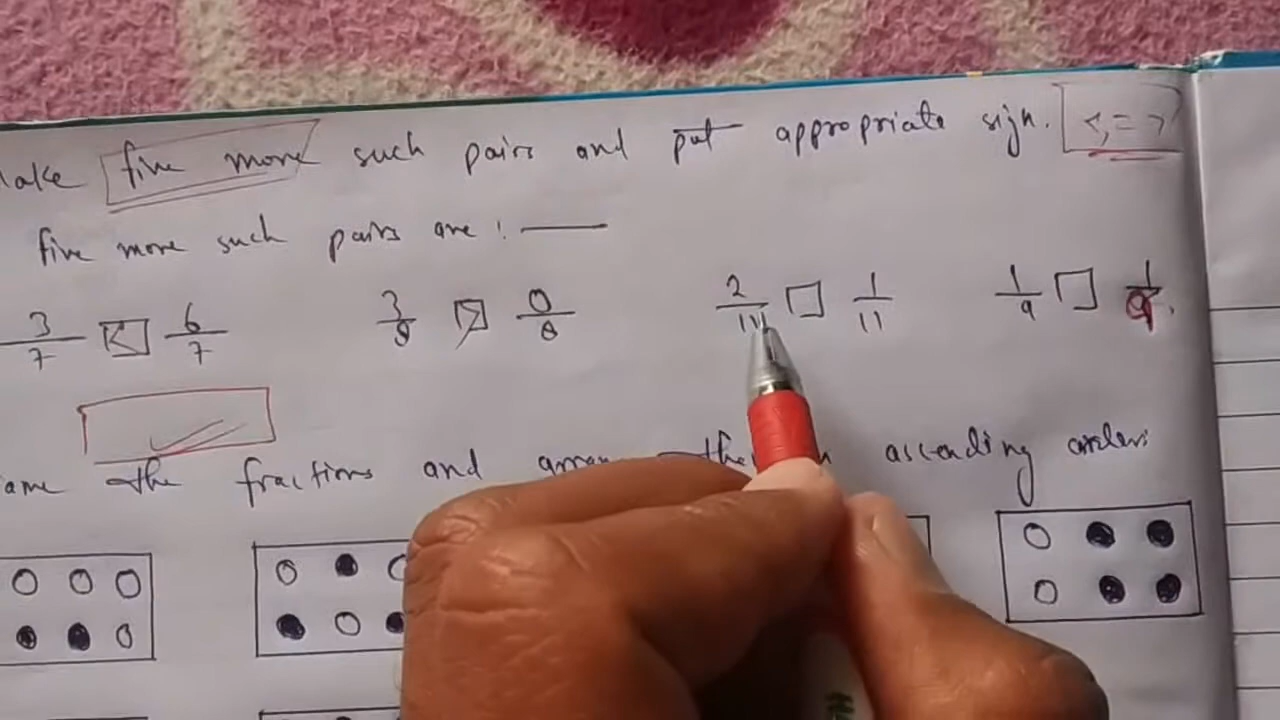 make five more such pairs and put appropriate sign. <, = >
five more such pairs are : —
3/7 < 6/7 3/8 > 0/8 2/11 □ 1/11 1/9 □ 1/9.
the fractions and ascending order: